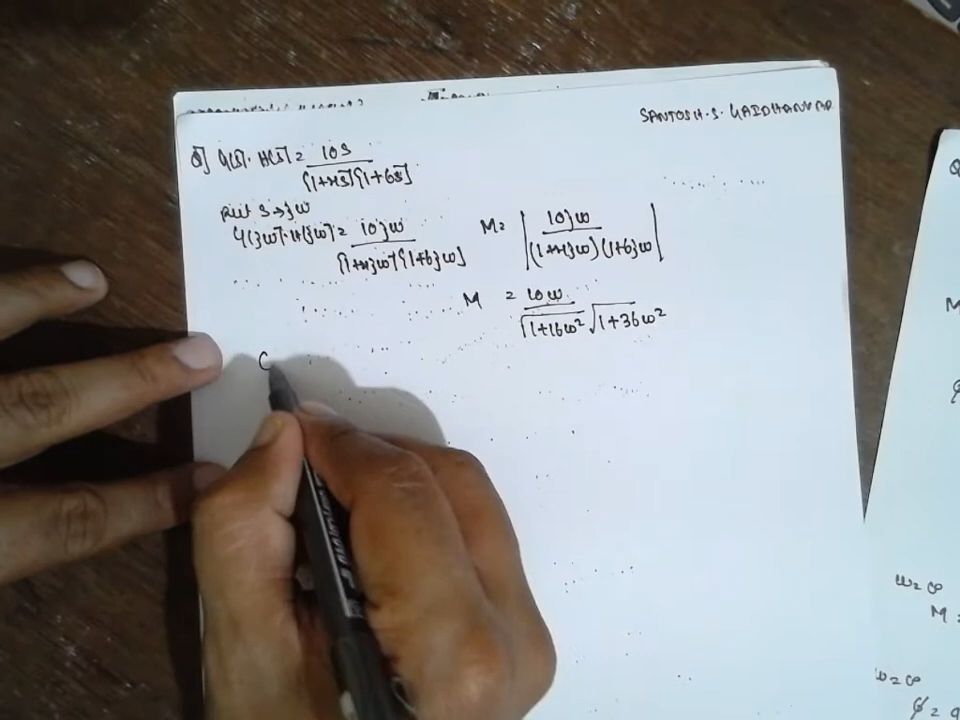 SANTOSH.S. GAIDHANKAR
Q] G(S). H(S) = 10S
[1+4S][1+6S]
put S→jω
G(jω).H(jω) = 10jω
[1+4jω][1+6jω]
M = | 10jω
(1+4jω)(1+6jω) |
M = 10ω
√1+16ω² √1+36ω²
Q
M
ϕ
ω=∞
M =
ω=∞
ϕ =